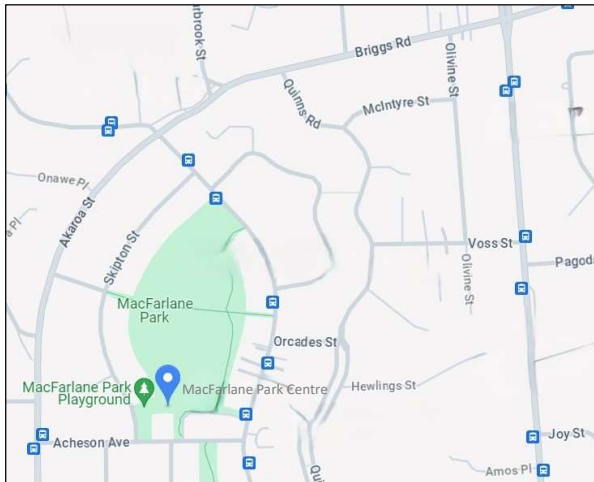 Briggs Rd
Olivine St
Quinns Rd
McIntyre St
Onawe Pl
Akaroa St
Skipton St
Voss St
Olivine St
Pagoda
MacFarlane
Park
Orcades St
MacFarlane Park
Playground
MacFarlane Park Centre
Hewlings St
Acheson Ave
Joy St
Amos Pl